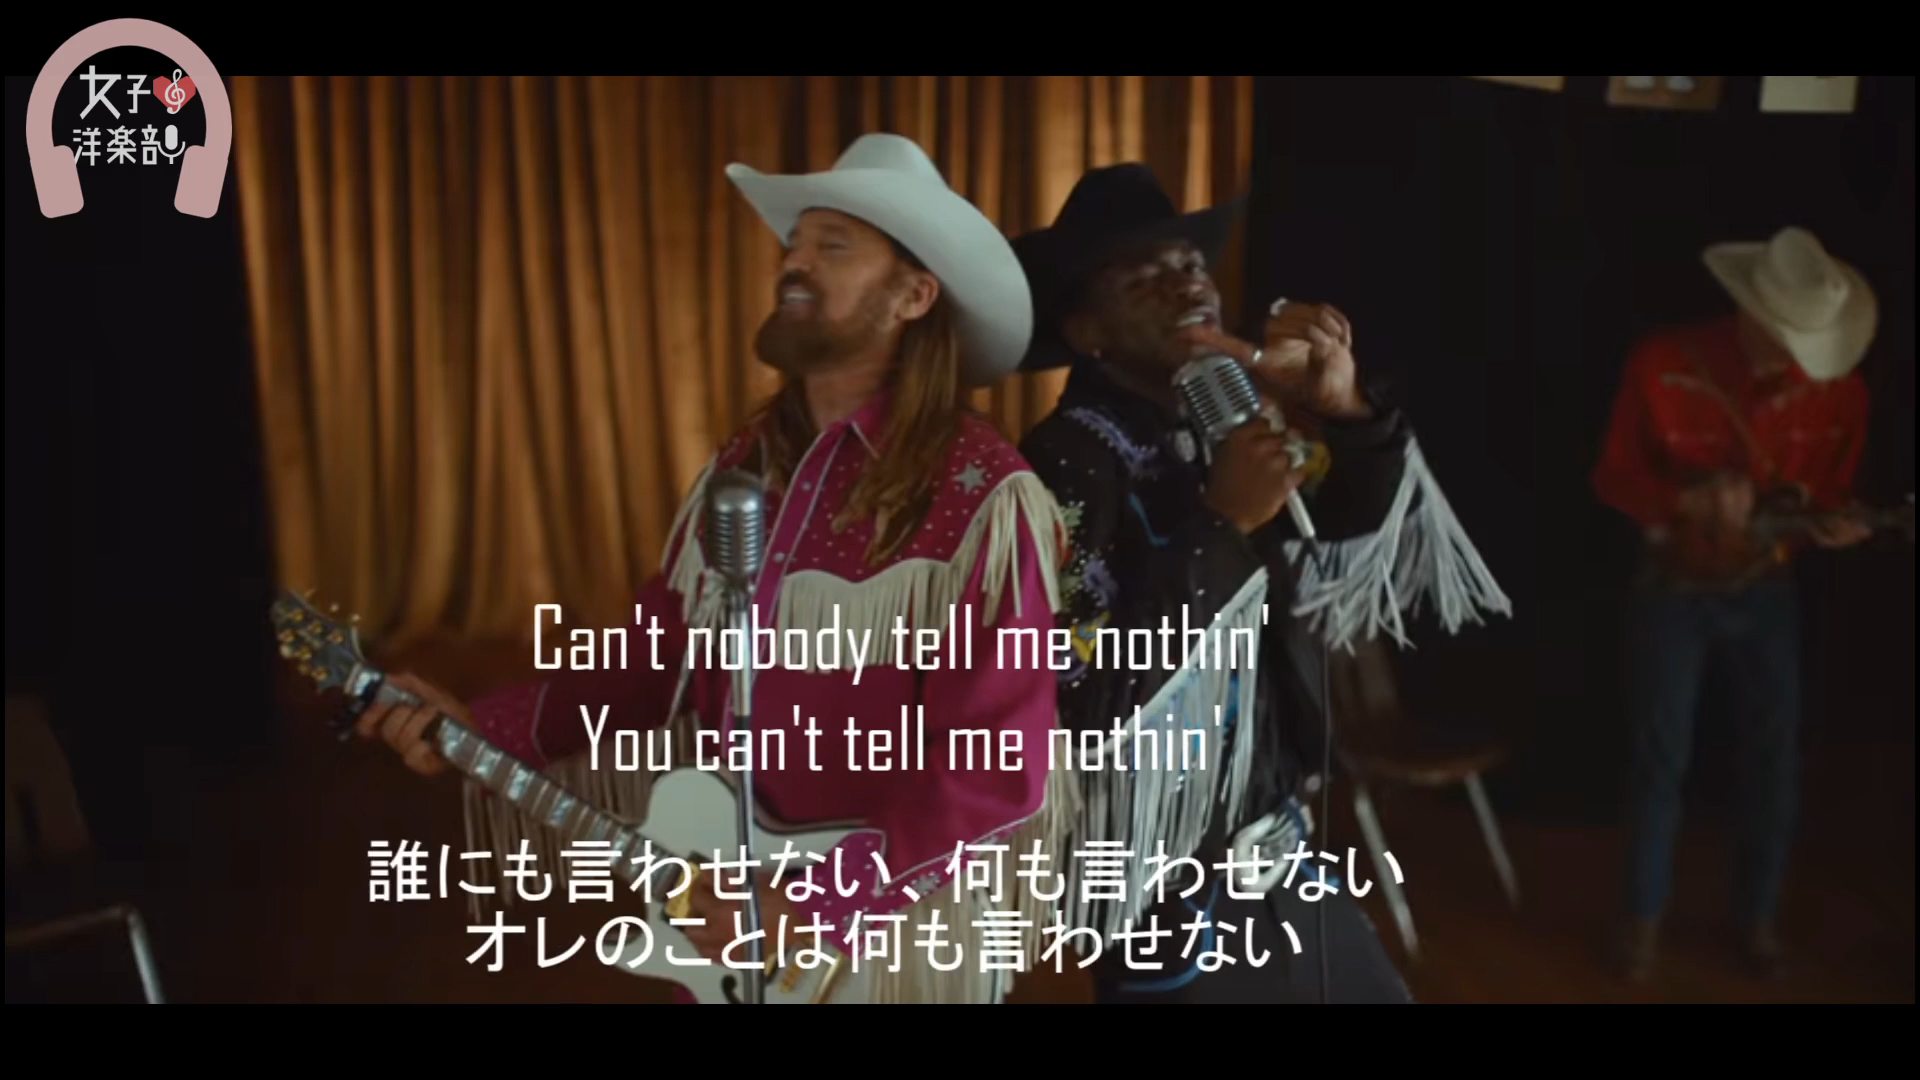 女子
洋楽部
Can't nobody tell me nothin'
You can't tell me nothin'
誰にも言わせない、何も言わせない
オレのことは何も言わせない